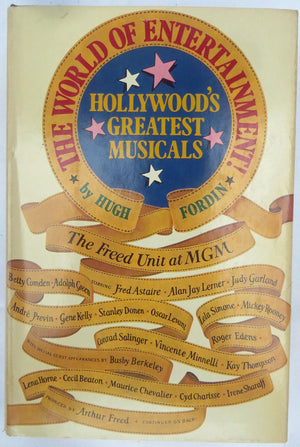 THE WORLD OF ENTERTAINMENT!
HOLLYWOOD'S
GREATEST
MUSICALS
by HUGH FORDIN
The Freed Unit at MGM
STARRING
Betty Comden • Adolph Green
Fred Astaire • Alan Jay Lerner • Judy Garland
André Previn • Gene Kelly • Stanley Donen • Oscar Levant
Lela Simone • Mickey Rooney
Conrad Salinger • Vincente Minnelli • Kay Thompson
Roger Edens
WITH SPECIAL GUEST APPEARANCES BY Busby Berkeley
Lena Horne • Cecil Beaton • Maurice Chevalier • Cyd Charisse • Irene Sharaff
PRODUCED BY Arthur Freed • CONTINUED ON BACK